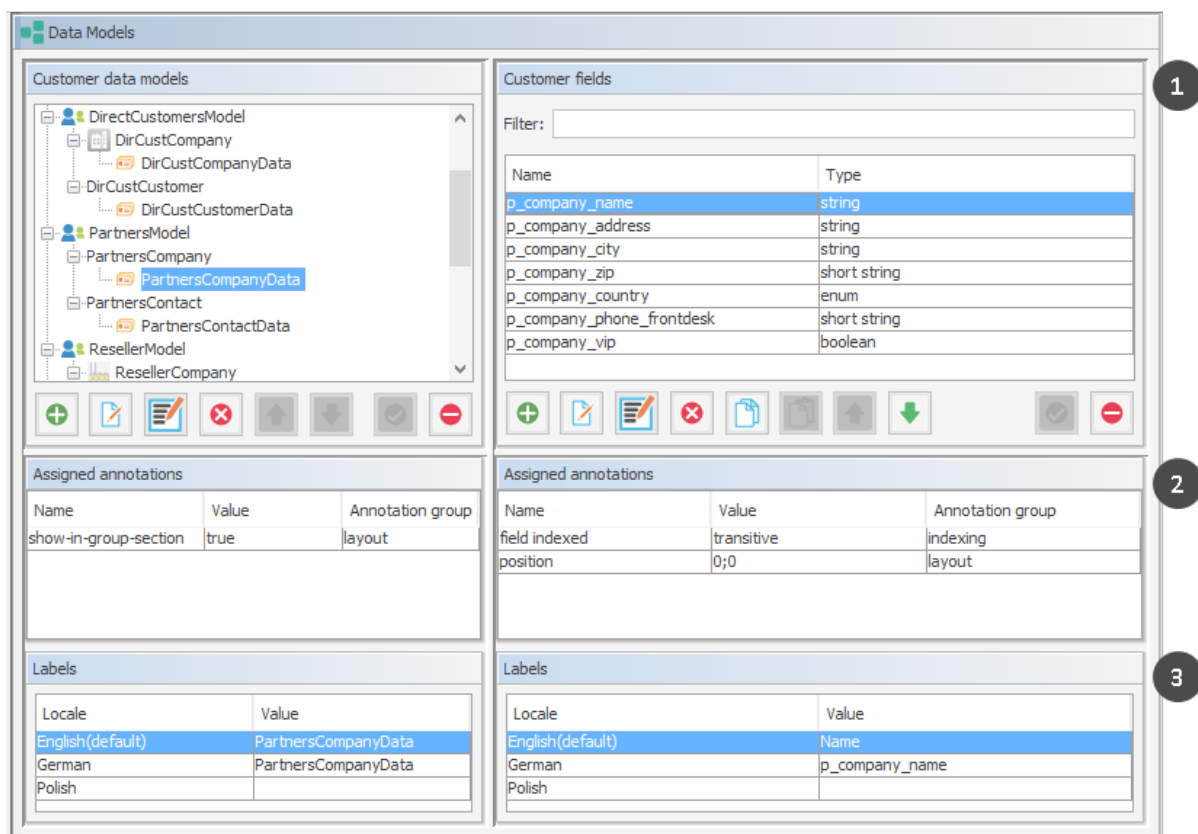 Data Models
Customer data models
DirectCustomersModel
DirCustCompany
DirCustCompanyData
DirCustCustomer
DirCustCustomerData
PartnersModel
PartnersCompany
PartnersCompanyData
PartnersContact
PartnersContactData
ResellerModel
ResellerCompany
Customer fields
1
Filter:
Name Type
p_company_name string
p_company_address string
p_company_city string
p_company_zip short string
p_company_country enum
p_company_phone_frontdesk short string
p_company_vip boolean
Assigned annotations
Name Value Annotation group
show-in-group-section true layout
Assigned annotations
2
Name Value Annotation group
field indexed transitive indexing
position 0;0 layout
Labels
Locale Value
English(default) PartnersCompanyData
German PartnersCompanyData
Polish
Labels
3
Locale Value
English(default) Name
German p_company_name
Polish